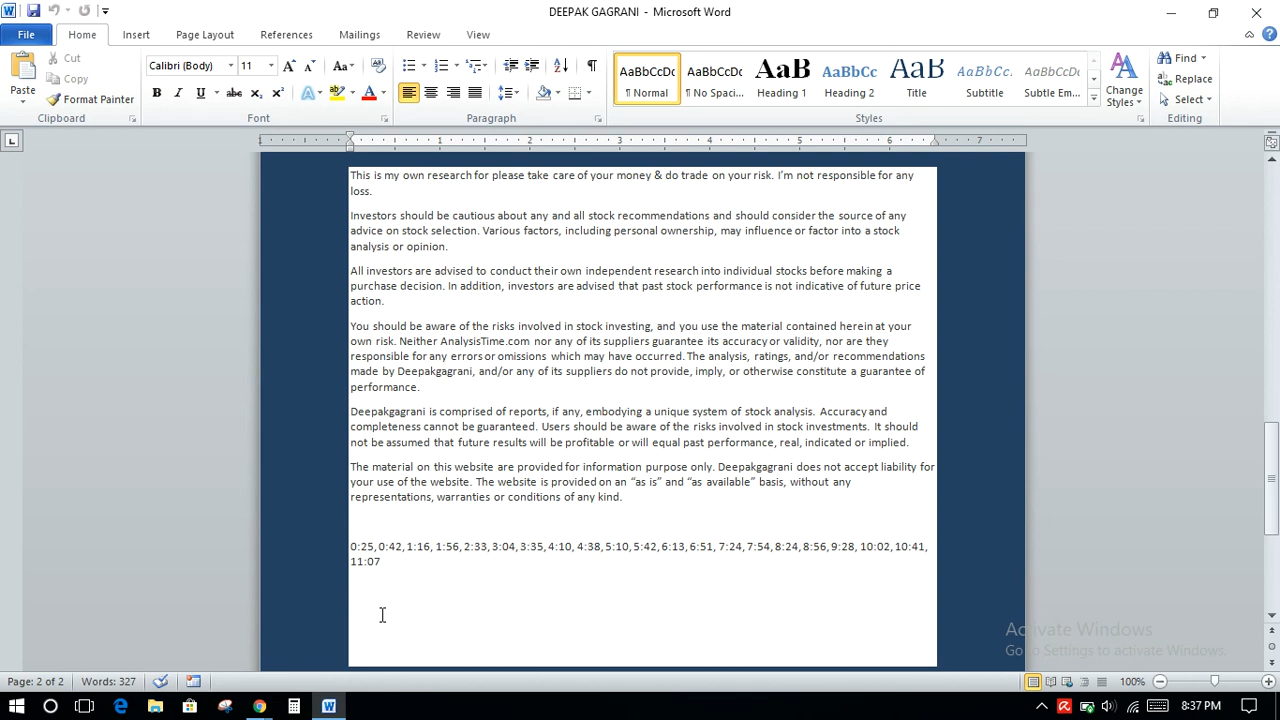 DEEPAK GAGRANI - Microsoft Word
File Home Insert Page Layout References Mailings Review View
Paste
Cut
Copy
Format Painter
Clipboard
Calibri (Body) 11
Font
Paragraph
AaBbCcDc AaBbCcDc AaB AaBbCc AaB AaBbCc. AaBbCcDc
¶ Normal ¶ No Spaci... Heading 1 Heading 2 Title Subtitle Subtle Em...
Change
Styles
Styles
Find
Replace
Select
Editing
1 1 2 3 4 5 6 7
This is my own research for please take care of your money & do trade on your risk. I'm not responsible for any
loss.
Investors should be cautious about any and all stock recommendations and should consider the source of any
advice on stock selection. Various factors, including personal ownership, may influence or factor into a stock
analysis or opinion.
All investors are advised to conduct their own independent research into individual stocks before making a
purchase decision. In addition, investors are advised that past stock performance is not indicative of future price
action.
You should be aware of the risks involved in stock investing, and you use the material contained herein at your
own risk. Neither AnalysisTime.com nor any of its suppliers guarantee its accuracy or validity, nor are they
responsible for any errors or omissions which may have occurred. The analysis, ratings, and/or recommendations
made by Deepakgagrani, and/or any of its suppliers do not provide, imply, or otherwise constitute a guarantee of
performance.
Deepakgagrani is comprised of reports, if any, embodying a unique system of stock analysis. Accuracy and
completeness cannot be guaranteed. Users should be aware of the risks involved in stock investments. It should
not be assumed that future results will be profitable or will equal past performance, real, indicated or implied.
The material on this website are provided for information purpose only. Deepakgagrani does not accept liability for
your use of the website. The website is provided on an “as is” and “as available” basis, without any
representations, warranties or conditions of any kind.
0:25, 0:42, 1:16, 1:56, 2:33, 3:04, 3:35, 4:10, 4:38, 5:10, 5:42, 6:13, 6:51, 7:24, 7:54, 8:24, 8:56, 9:28, 10:02, 10:41,
11:07
Activate Windows
Go to Settings to activate Windows.
Page: 2 of 2 Words: 327 100%
8:37 PM